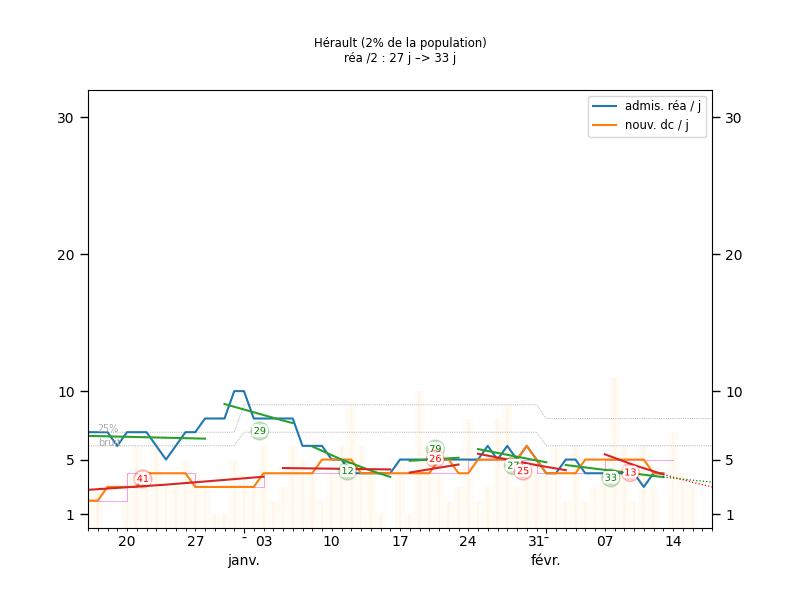 Hérault (2% de la population)
réa /2 : 27 j –> 33 j
admis. réa / j
nouv. dc / j
30 30
20 20
10 10
5 5
1 1
25%
bruit
29
41
12
79
26
25
33
13
20 27 03 10 17 24 31 07 14
janv. févr.